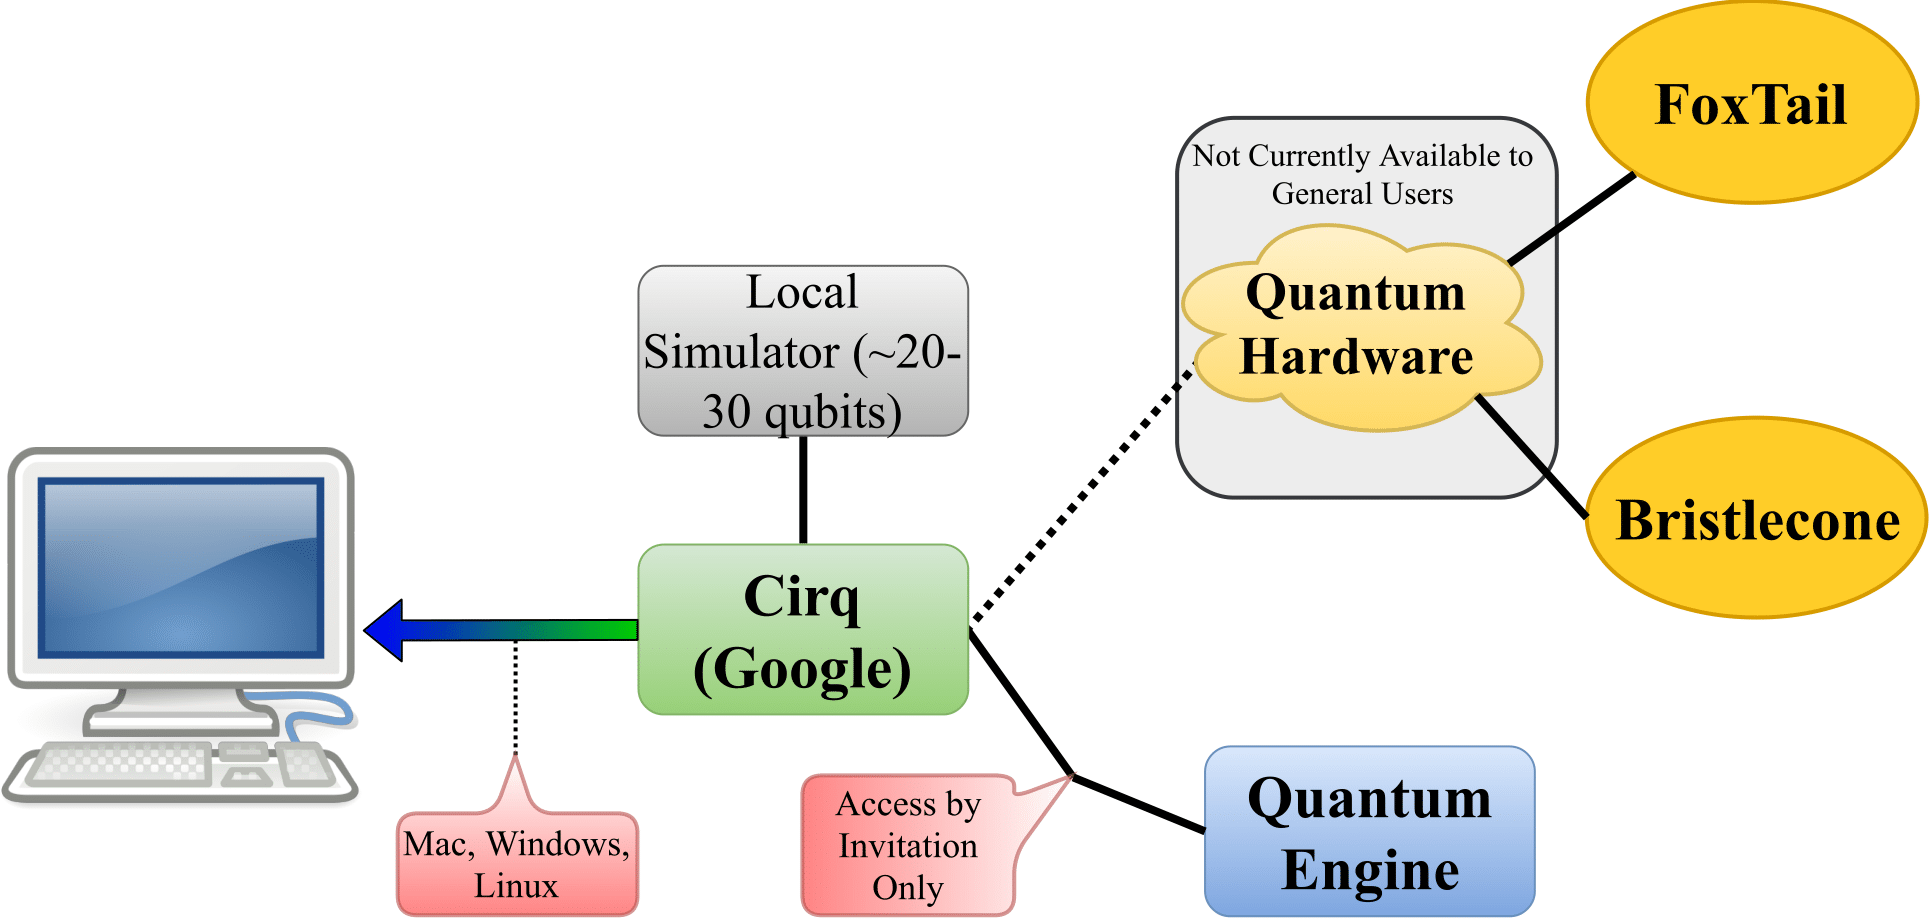 FoxTail
Not Currently Available to
General Users
Quantum
Hardware
Local
Simulator (~20-
30 qubits)
Bristlecone
Cirq
(Google)
Mac, Windows,
Linux
Access by
Invitation
Only
Quantum
Engine